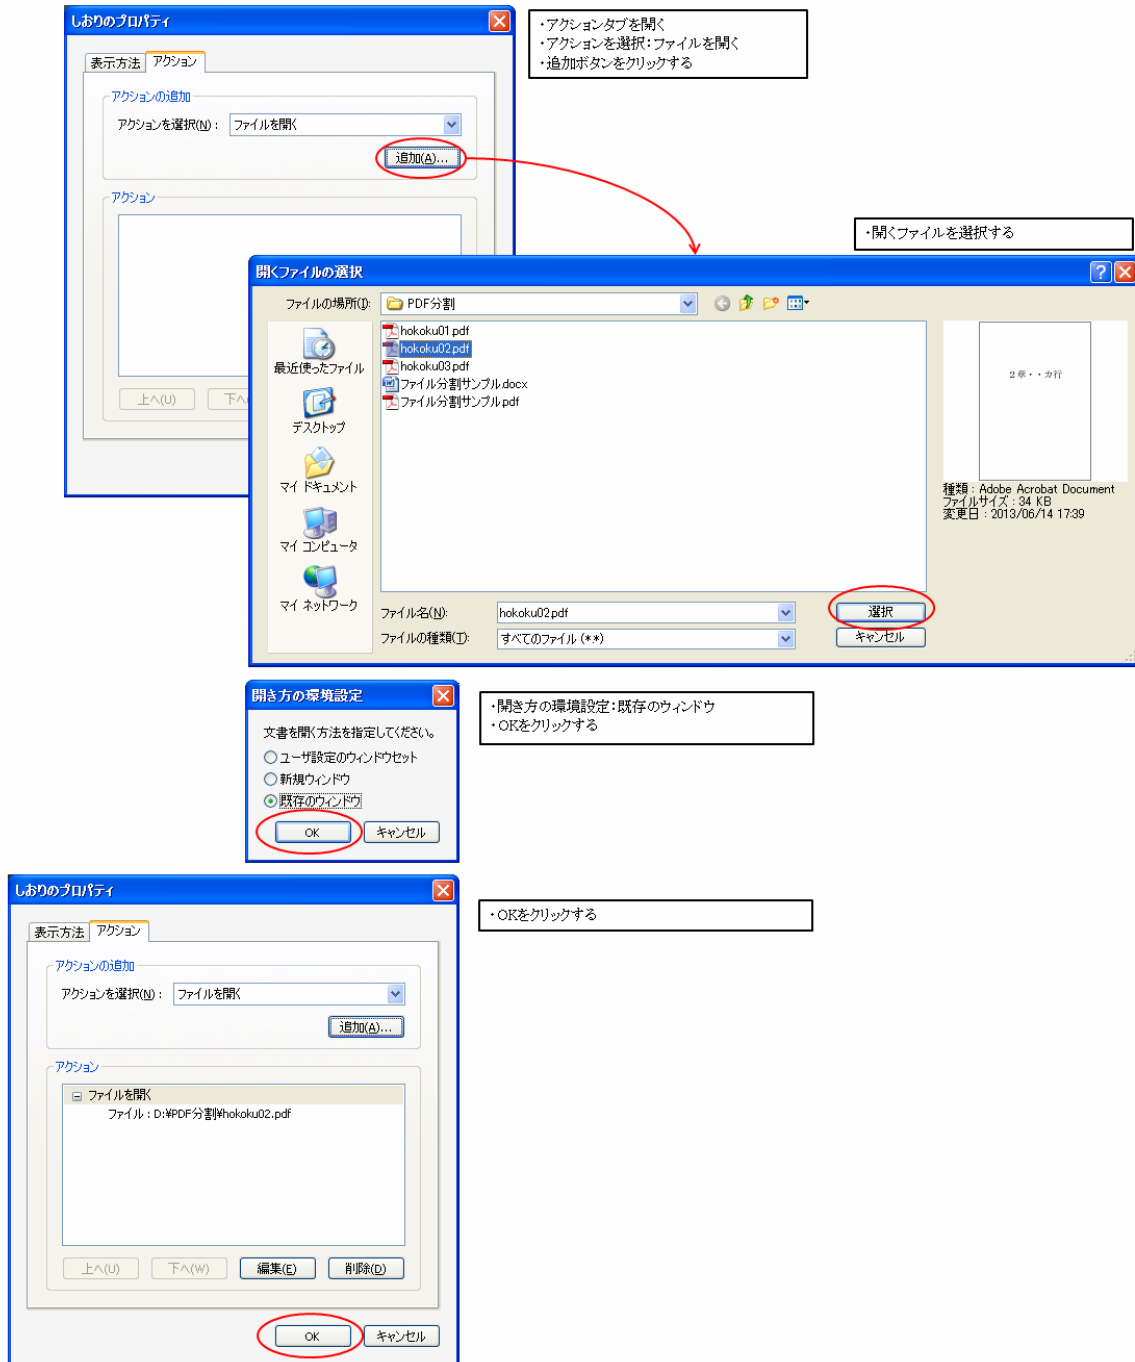 しおりのプロパティ
・アクションタブを開く
・アクションを選択：ファイルを開く
・追加ボタンをクリックする
表示方法 アクション
アクションの追加
アクションを選択(N)： ファイルを開く
追加(A)...
アクション
・開くファイルを選択する
開くファイルの選択
ファイルの場所(I): PDF分割
hokoku01.pdf
hokoku02.pdf
hokoku03.pdf
ファイル分割サンプル.docx
ファイル分割サンプル.pdf
最近使ったファイル
デスクトップ
マイ ドキュメント
マイ コンピュータ
マイ ネットワーク
2章・・カ行
種類：Adobe Acrobat Document
ファイルサイズ：34 KB
変更日：2013/06/14 17:39
上へ(U) 下へ
ファイル名(N): hokoku02.pdf 選択
ファイルの種類(T): すべてのファイル (*.*) キャンセル
開き方の環境設定
文書を開く方法を指定してください。
ユーザ設定のウィンドウセット
新規ウィンドウ
既存のウィンドウ
OK キャンセル
・開き方の環境設定：既存のウィンドウ
・OKをクリックする
しおりのプロパティ
・OKをクリックする
表示方法 アクション
アクションの追加
アクションを選択(N)： ファイルを開く
追加(A)...
アクション
ファイルを開く
ファイル：D:¥PDF分割¥hokoku02.pdf
上へ(U) 下へ(W) 編集(E) 削除(D)
OK キャンセル